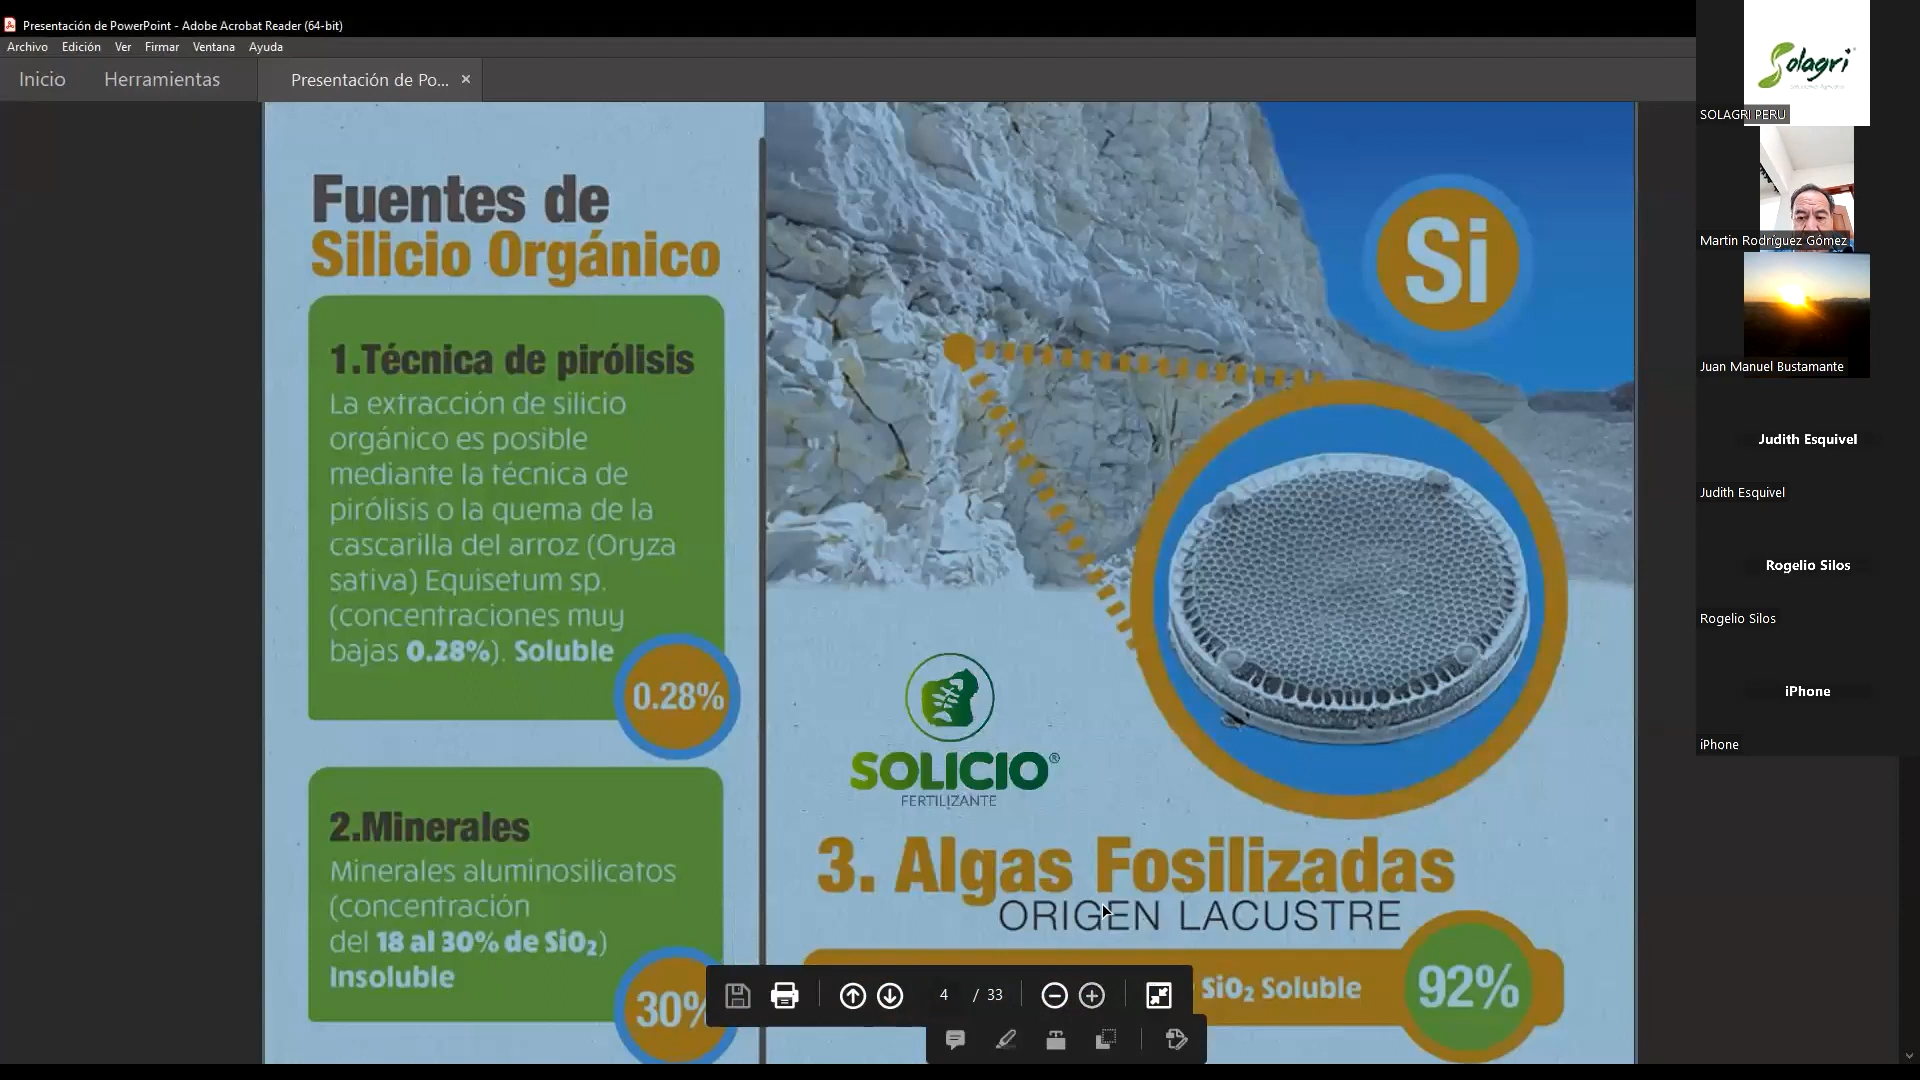 Presentación de PowerPoint - Adobe Acrobat Reader (64-bit)
Archivo Edición Ver Firmar Ventana Ayuda
Inicio Herramientas Presentación de Po... ×
Fuentes de
Silicio Orgánico
1.Técnica de pirólisis
La extracción de silicio
orgánico es posible
mediante la técnica de
pirólisis o la quema de la
cascarilla del arroz (Oryza
sativa) Equisetum sp.
(concentraciones muy
bajas 0.28%). Soluble
0.28%
2.Minerales
Minerales aluminosilicatos
(concentración
del 18 al 30% de SiO₂)
Insoluble
30%
Si
SOLICIO®
FERTILIZANTE
3. Algas Fosilizadas
ORIGEN LACUSTRE
SiO₂ Soluble
92%
4 / 33
Solagri
SOLAGRI PERU
Martin Rodríguez Gómez
Juan Manuel Bustamante
Judith Esquivel
Judith Esquivel
Rogelio Silos
Rogelio Silos
iPhone
iPhone